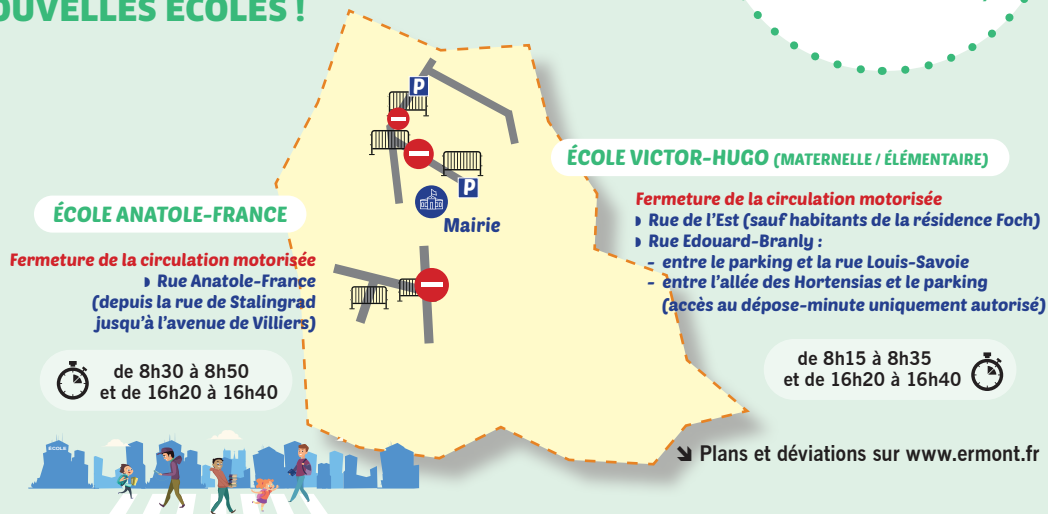 OUVELLES ÉCOLES !
P
P
Mairie
ÉCOLE ANATOLE-FRANCE
Fermeture de la circulation motorisée
◗ Rue Anatole-France
(depuis la rue de Stalingrad
jusqu'à l'avenue de Villiers)
de 8h30 à 8h50
et de 16h20 à 16h40
ÉCOLE
ÉCOLE VICTOR-HUGO (MATERNELLE / ÉLÉMENTAIRE)
Fermeture de la circulation motorisée
◗ Rue de l'Est (sauf habitants de la résidence Foch)
◗ Rue Edouard-Branly :
- entre le parking et la rue Louis-Savoie
- entre l'allée des Hortensias et le parking
(accès au dépose-minute uniquement autorisé)
de 8h15 à 8h35
et de 16h20 à 16h40
➘ Plans et déviations sur www.ermont.fr